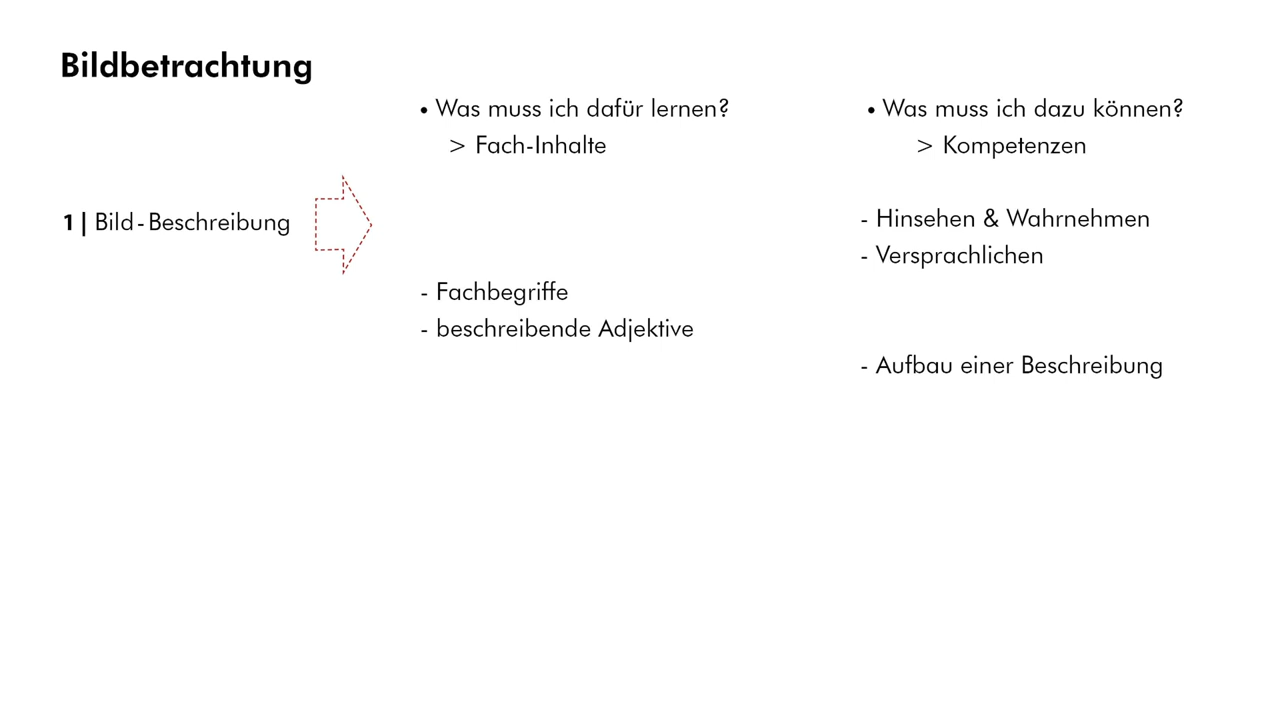 Bildbetrachtung
• Was muss ich dafür lernen?
> Fach-Inhalte
• Was muss ich dazu können?
> Kompetenzen
1 | Bild-Beschreibung
- Hinsehen & Wahrnehmen
- Versprachlichen
- Fachbegriffe
- beschreibende Adjektive
- Aufbau einer Beschreibung